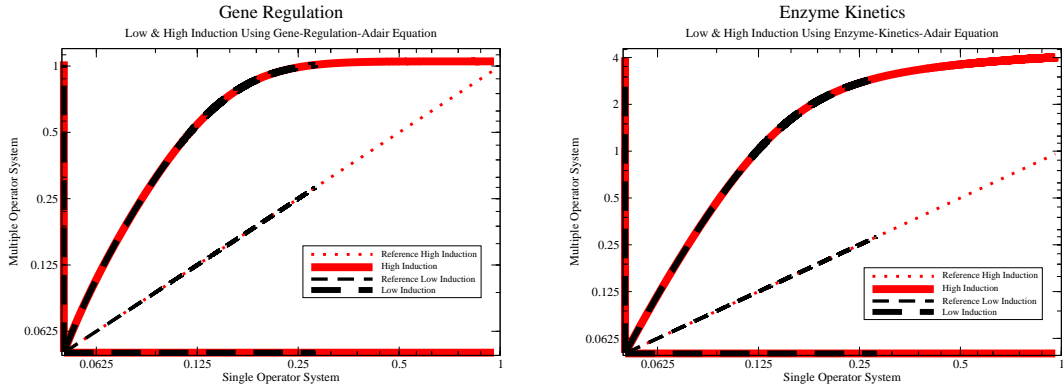 Gene Regulation
Low & High Induction Using Gene-Regulation-Adair Equation
Multiple Operator System
1
0.5
0.25
0.125
0.0625
Reference High Induction
High Induction
Reference Low Induction
Low Induction
0.0625 0.125 0.25 0.5 1
Single Operator System
Enzyme Kinetics
Low & High Induction Using Enzyme-Kinetics-Adair Equation
Multiple Operator System
4
2
1
0.5
0.25
0.125
0.0625
Reference High Induction
High Induction
Reference Low Induction
Low Induction
0.0625 0.125 0.25 0.5 1
Single Operator System